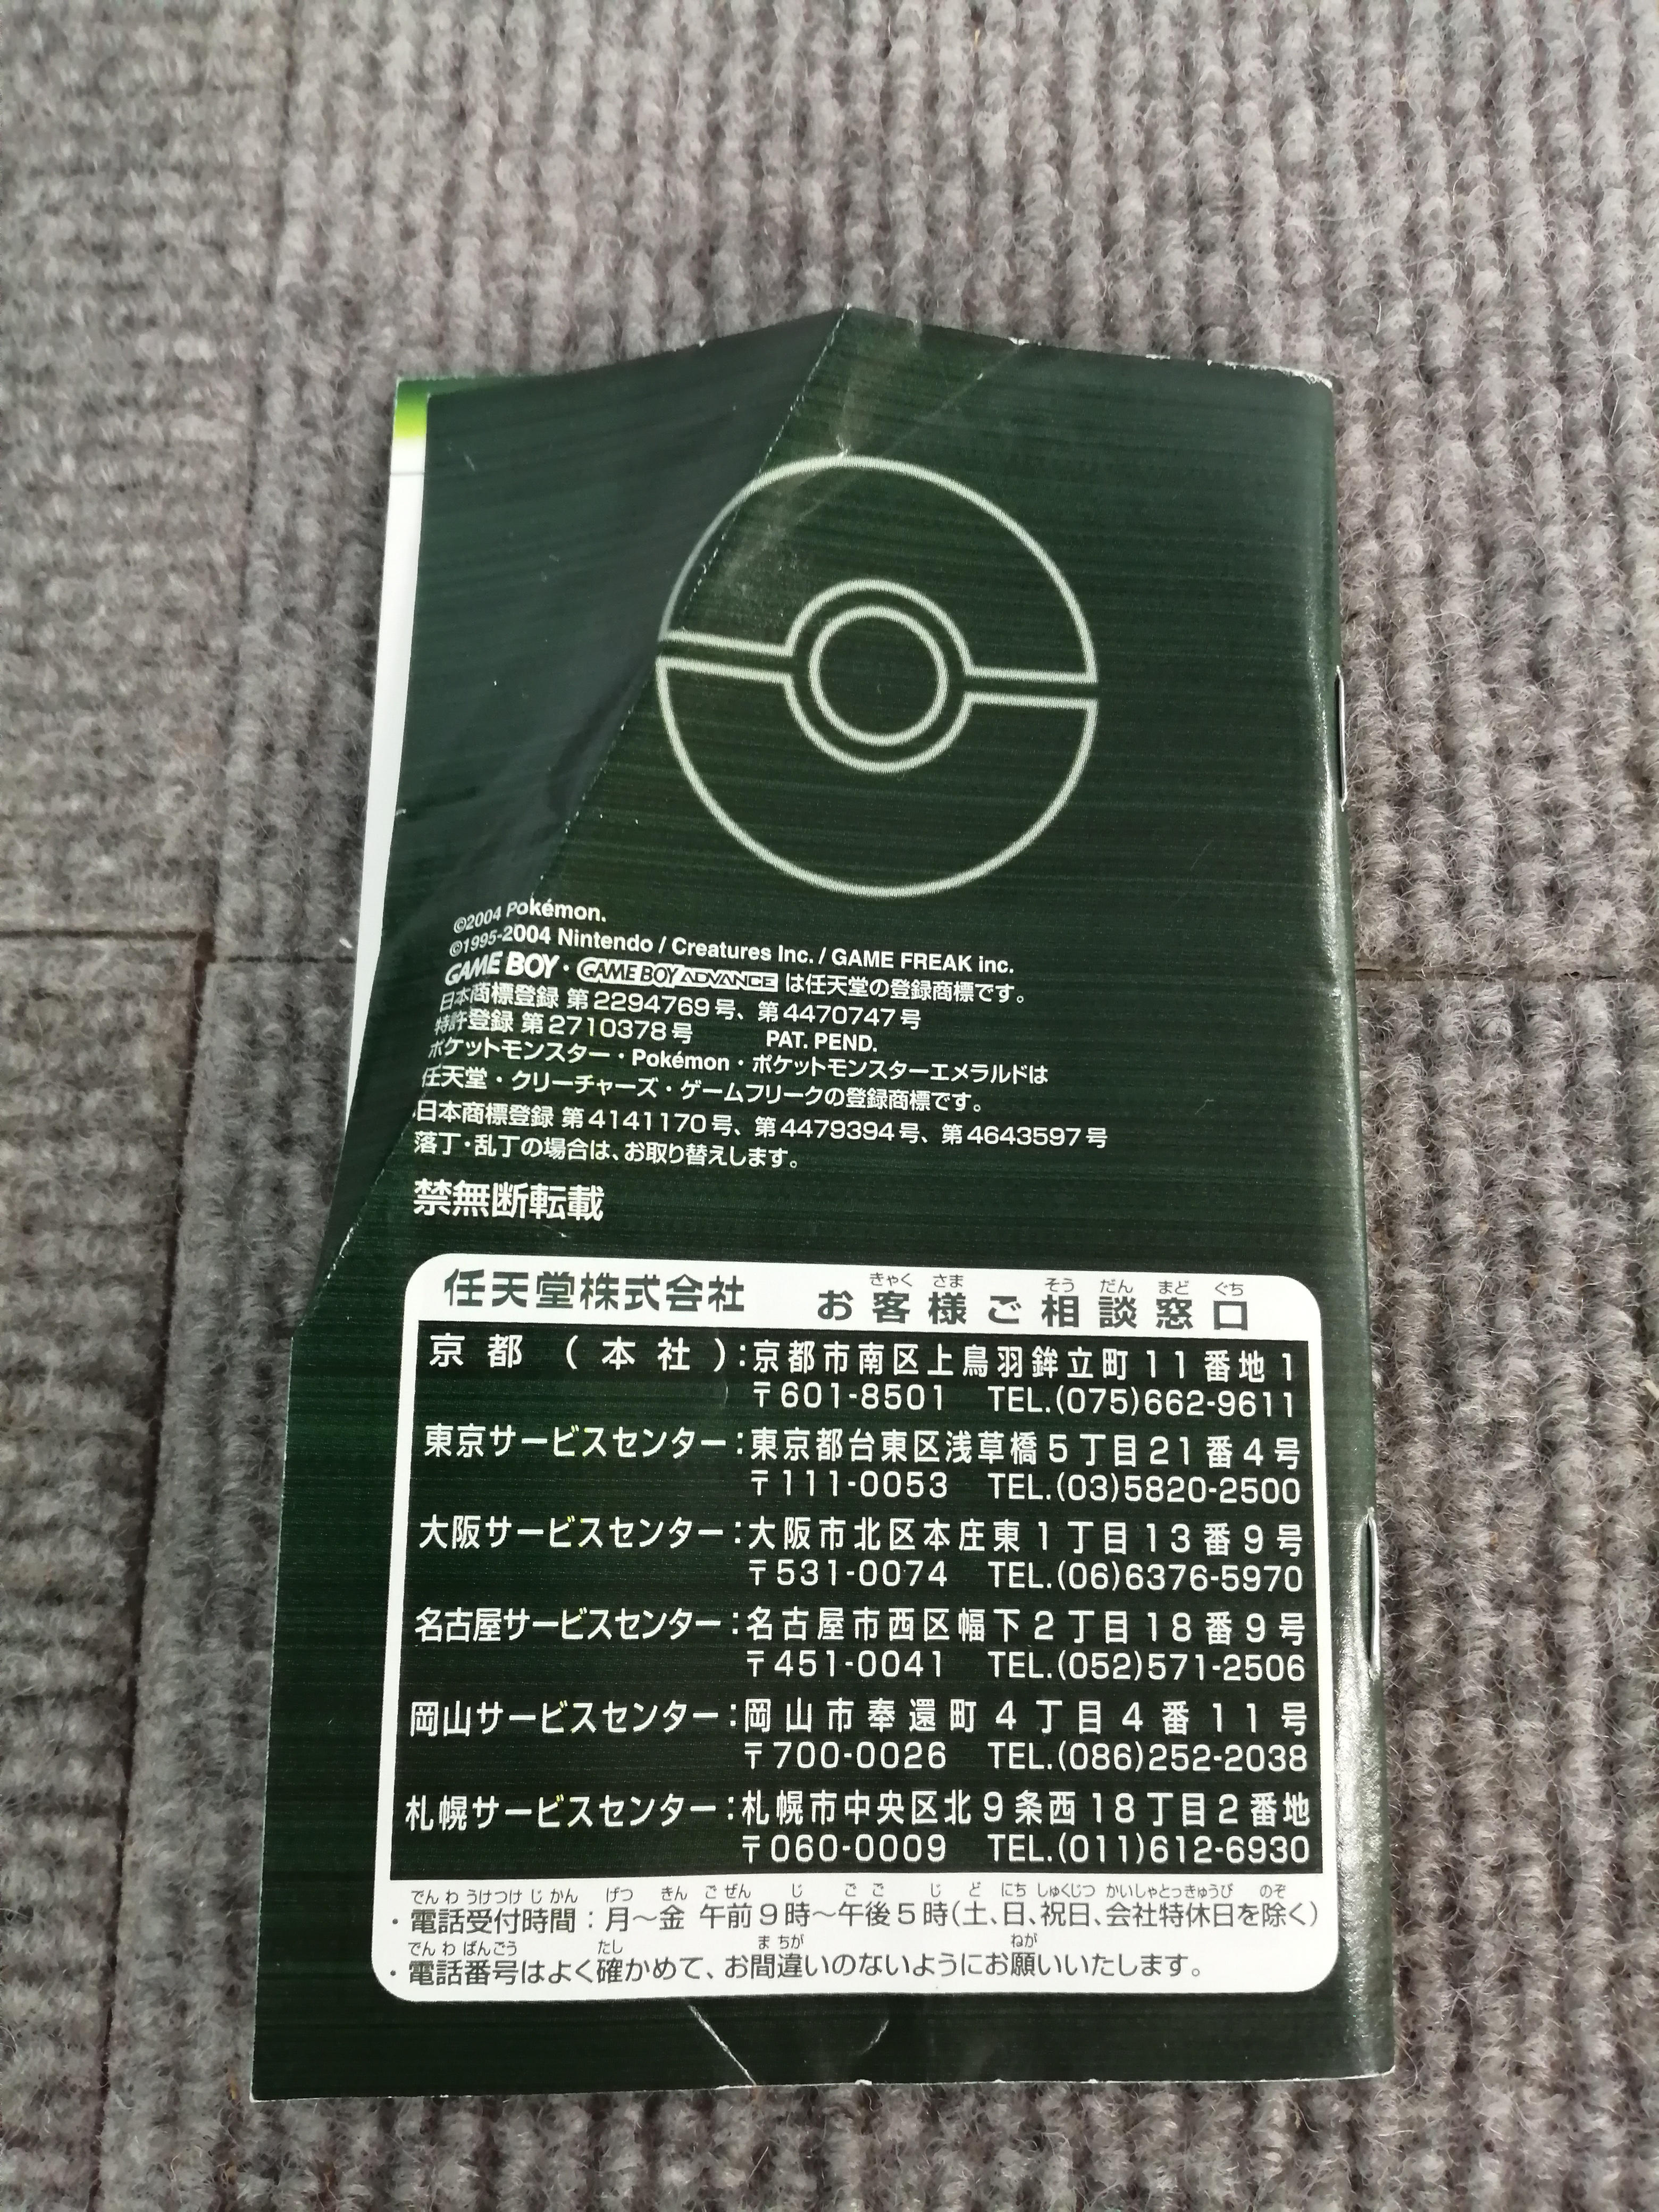 ©2004 Pokémon.
©1995-2004 Nintendo / Creatures Inc. / GAME FREAK inc.
GAME BOY・GAME BOY ADVANCE は任天堂の登録商標です。
日本商標登録 第2294769号、第4470747号
特許登録 第2710378号 PAT. PEND.
ポケットモンスター・Pokémon・ポケットモンスターエメラルドは
任天堂・クリーチャーズ・ゲームフリークの登録商標です。
日本商標登録 第4141170号、第4479394号、第4643597号
落丁・乱丁の場合は、お取り替えします。
禁無断転載
きゃく さま そう だん まど ぐち
任天堂株式会社 お客様ご相談窓口
京都(本社):京都市南区上鳥羽鉾立町11番地1
〒601-8501 TEL.(075)662-9611
東京サービスセンター:東京都台東区浅草橋5丁目21番4号
〒111-0053 TEL.(03)5820-2500
大阪サービスセンター:大阪市北区本庄東1丁目13番9号
〒531-0074 TEL.(06)6376-5970
名古屋サービスセンター:名古屋市西区幅下2丁目18番9号
〒451-0041 TEL.(052)571-2506
岡山サービスセンター:岡山市奉還町4丁目4番11号
〒700-0026 TEL.(086)252-2038
札幌サービスセンター:札幌市中央区北9条西18丁目2番地
〒060-0009 TEL.(011)612-6930
でんわうけつけじかん げつ きん ごぜん じ ごご じ ど にち しゅくじつ かいしゃとっきゅうび のぞ
・電話受付時間:月～金 午前9時～午後5時(土、日、祝日、会社特休日を除く)
でんわばんごう たし まちが ねが
・電話番号はよく確かめて、お間違いのないようにお願いいたします。